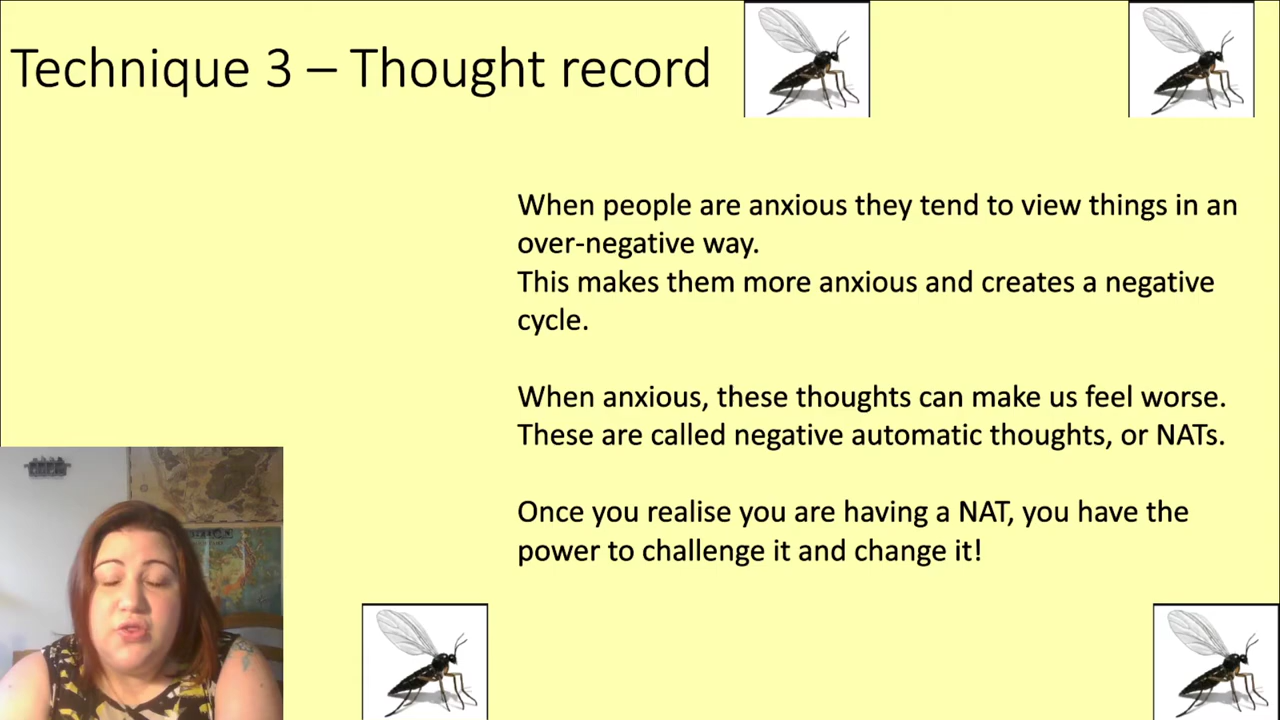 Technique 3 – Thought record
When people are anxious they tend to view things in an
over-negative way.
This makes them more anxious and creates a negative
cycle.
When anxious, these thoughts can make us feel worse.
These are called negative automatic thoughts, or NATs.
Once you realise you are having a NAT, you have the
power to challenge it and change it!